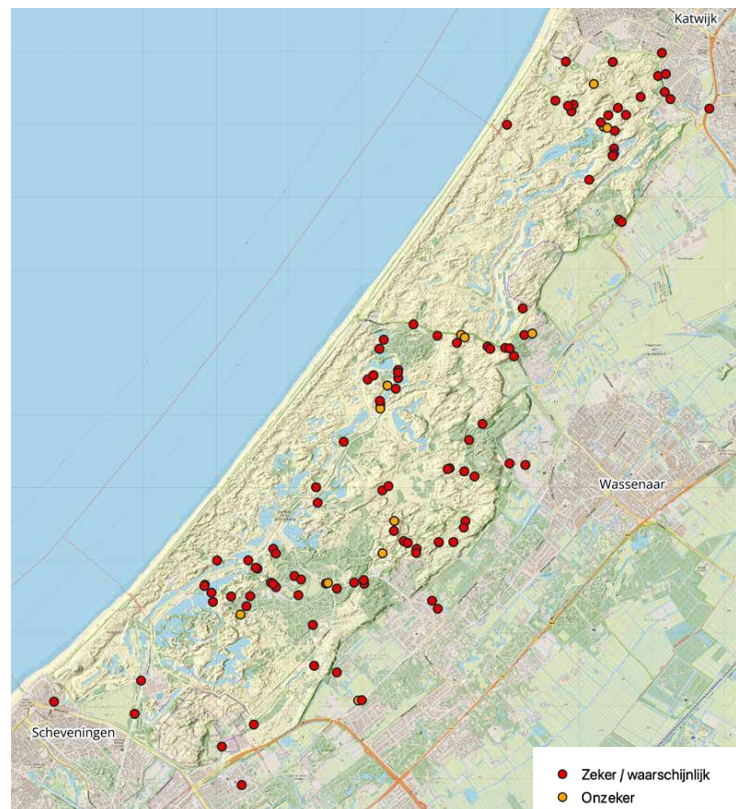 Katwijk
Wassenaar
Scheveningen
Zeker / waarschijnlijk
Onzeker